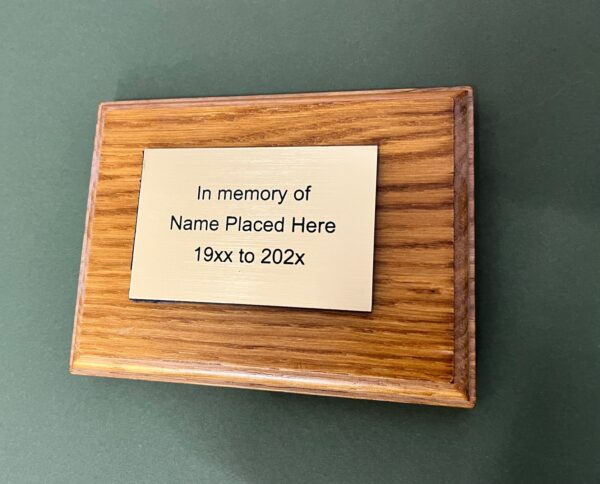 In memory of
Name Placed Here
19xx to 202x